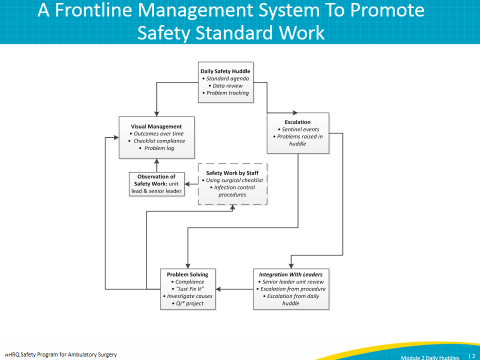 A Frontline Management System To Promote
Safety Standard Work
Daily Safety Huddle
• Standard agenda
• Data review
• Problem tracking
Visual Management
• Outcomes over time
• Checklist compliance
• Problem log
Escalation
• Sentinel events
• Problems raised in
huddle
Observation of
Safety Work: unit
lead & senior leader
Safety Work by Staff
• Using surgical checklist
• Infection control
procedures
Problem Solving
• Compliance
• "Just Fix It"
• Investigate causes
• QI* project
Integration With Leaders
• Senior leader unit review
• Escalation from procedure
• Escalation from daily
huddle
AHRQ Safety Program for Ambulatory Surgery
Module 2 Daily Huddles | 2